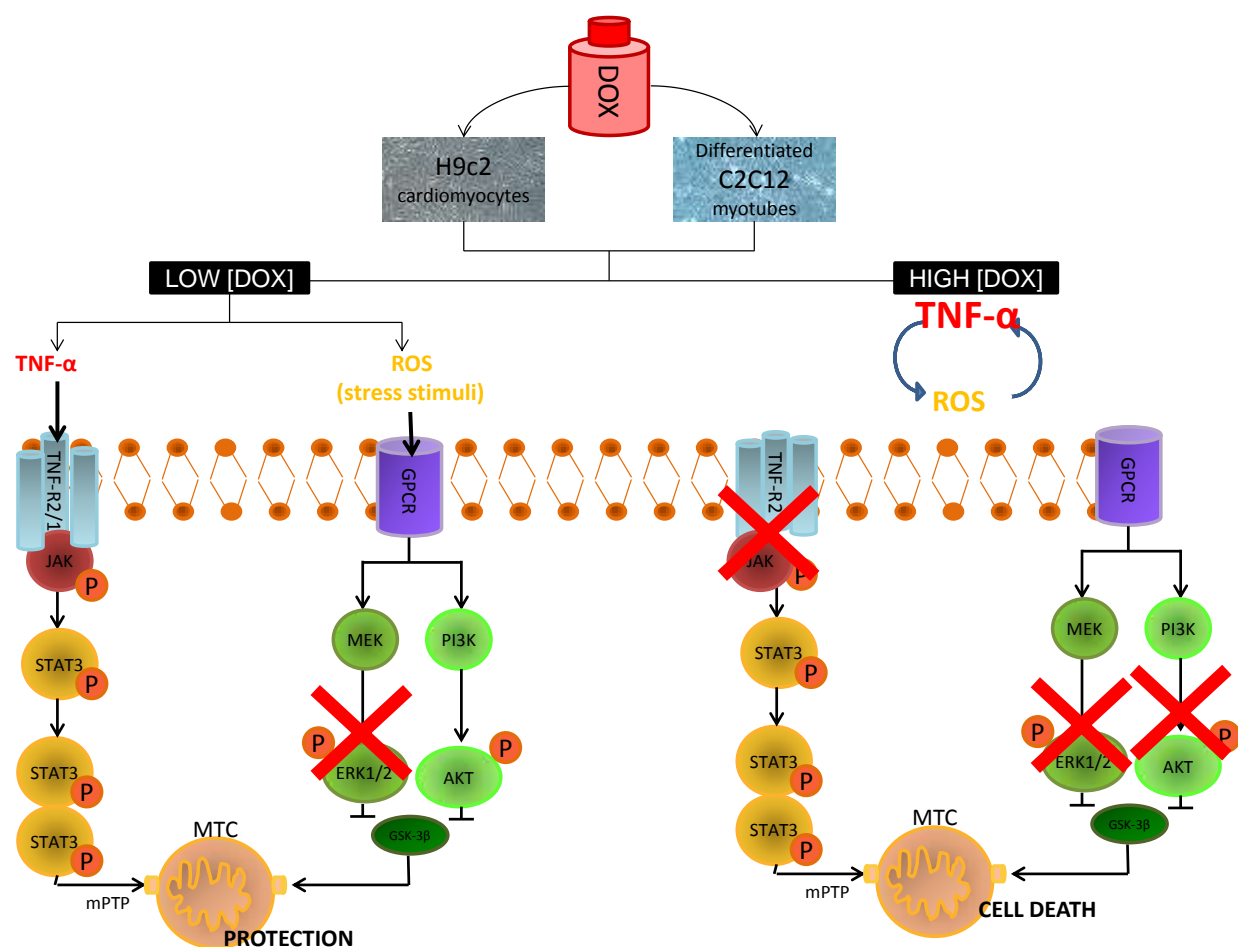 DOX
H9c2
cardiomyocytes
Differentiated
C2C12
myotubes
LOW [DOX]
HIGH [DOX]
TNF-α
ROS
TNF-α
ROS
(stress stimuli)
TNF-R2/1
JAK
P
STAT3
P
STAT3
P
STAT3
P
mPTP
MTC
PROTECTION
GPCR
MEK
PI3K
P
ERK1/2
P
AKT
GSK-3β
TNF-R2
JAK
P
STAT3
P
STAT3
P
STAT3
P
mPTP
MTC
CELL DEATH
GPCR
MEK
PI3K
P
ERK1/2
P
AKT
GSK-3β